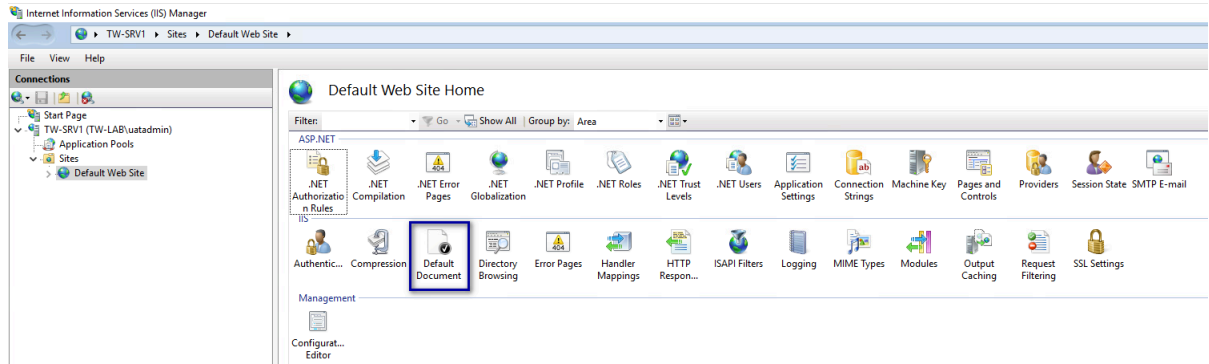 Internet Information Services (IIS) Manager
TW-SRV1 Sites Default Web Site
File View Help
Connections
Start Page
TW-SRV1 (TW-LAB\uatadmin)
Application Pools
Sites
Default Web Site
Default Web Site Home
Filter: Go Show All Group by: Area
ASP.NET
.NET Authorizatio n Rules
.NET Compilation
.NET Error Pages
.NET Globalization
.NET Profile
.NET Roles
.NET Trust Levels
.NET Users
Application Settings
Connection Strings
Machine Key
Pages and Controls
Providers
Session State
SMTP E-mail
IIS
Authentic...
Compression
Default Document
Directory Browsing
Error Pages
Handler Mappings
HTTP Respon...
ISAPI Filters
Logging
MIME Types
Modules
Output Caching
Request Filtering
SSL Settings
Management
Configurat... Editor